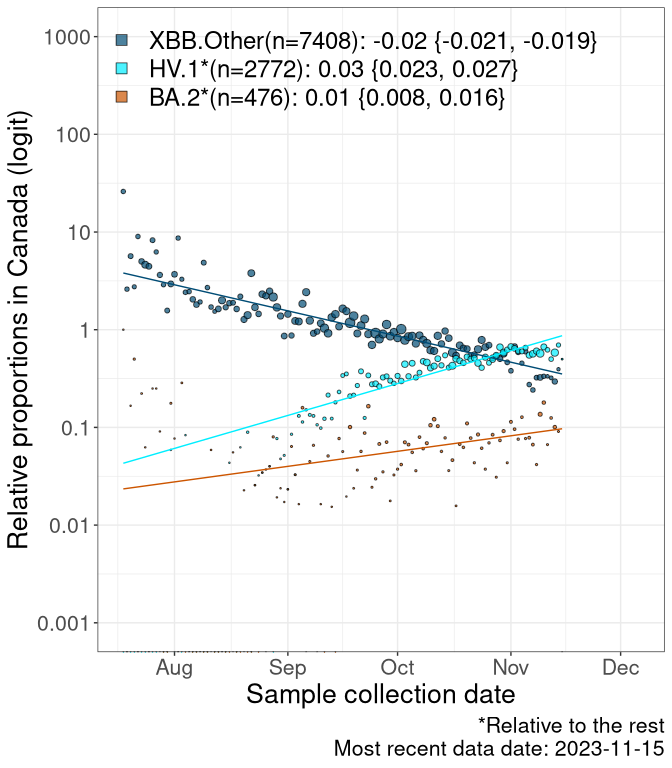 XBB.Other(n=7408): -0.02 {-0.021, -0.019}
HV.1*(n=2772): 0.03 {0.023, 0.027}
BA.2*(n=476): 0.01 {0.008, 0.016}
Relative proportions in Canada (logit)
1000
100
10
1
0.1
0.01
0.001
Aug Sep Oct Nov Dec
Sample collection date
*Relative to the rest
Most recent data date: 2023-11-15